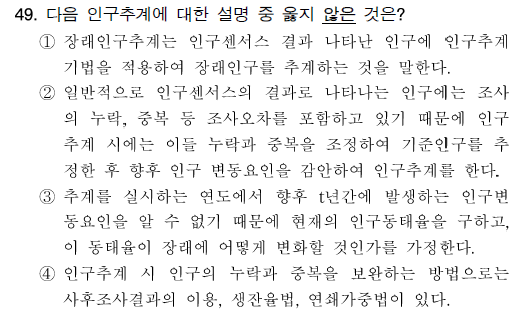 49. 다음 인구추계에 대한 설명 중 옳지 않은 것은?
① 장래인구추계는 인구센서스 결과 나타난 인구에 인구추계
기법을 적용하여 장래인구를 추계하는 것을 말한다.
② 일반적으로 인구센서스의 결과로 나타나는 인구에는 조사
의 누락, 중복 등 조사오차를 포함하고 있기 때문에 인구
추계 시에는 이들 누락과 중복을 조정하여 기준인구를 추
정한 후 향후 인구 변동요인을 감안하여 인구추계를 한다.
③ 추계를 실시하는 연도에서 향후 t년간에 발생하는 인구변
동요인을 알 수 없기 때문에 현재의 인구동태율을 구하고,
이 동태율이 장래에 어떻게 변화할 것인가를 가정한다.
④ 인구추계 시 인구의 누락과 중복을 보완하는 방법으로는
사후조사결과의 이용, 생잔율법, 연쇄가중법이 있다.